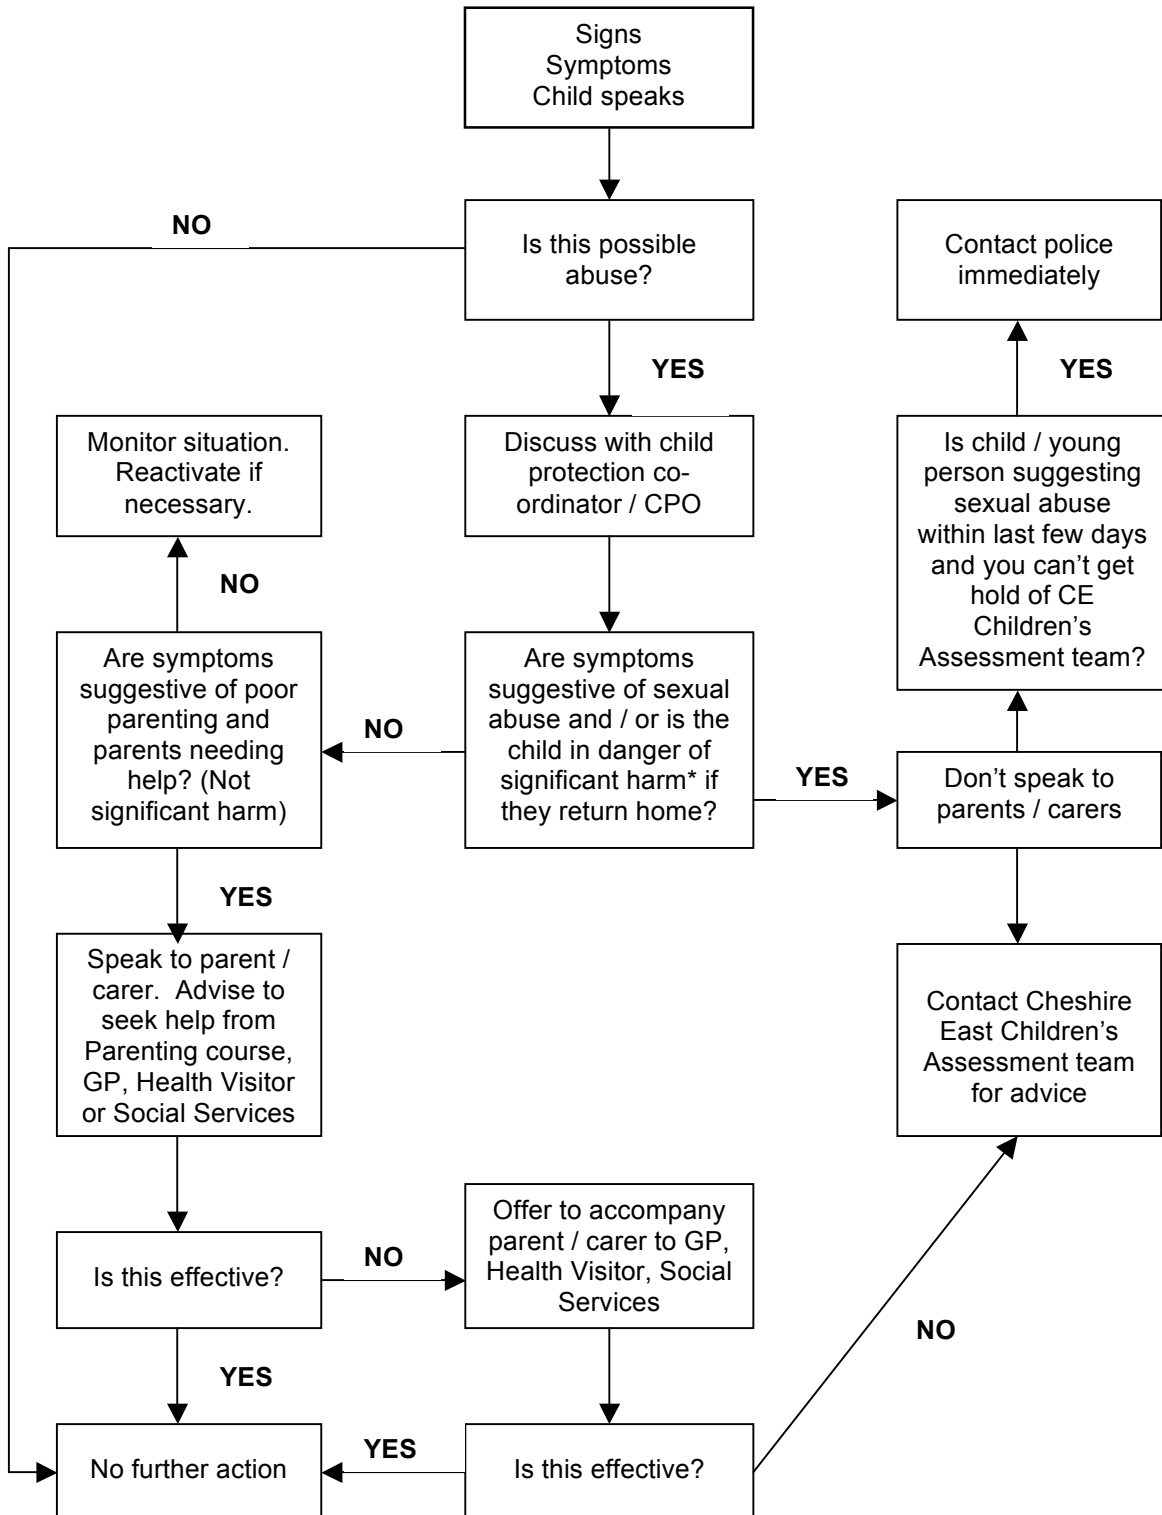 Signs
Symptoms
Child speaks
NO
Is this possible
abuse?
Contact police
immediately
YES
YES
Monitor situation.
Reactivate if
necessary.
Discuss with child
protection co-
ordinator / CPO
Is child / young
person suggesting
sexual abuse
within last few days
and you can't get
hold of CE
Children's
Assessment team?
NO
Are symptoms
suggestive of poor
parenting and
parents needing
help? (Not
significant harm)
NO
Are symptoms
suggestive of sexual
abuse and / or is the
child in danger of
significant harm* if
they return home?
YES
Don't speak to
parents / carers
YES
Speak to parent /
carer. Advise to
seek help from
Parenting course,
GP, Health Visitor
or Social Services
Contact Cheshire
East Children's
Assessment team
for advice
Is this effective?
NO
Offer to accompany
parent / carer to GP,
Health Visitor, Social
Services
NO
YES
No further action
YES
Is this effective?